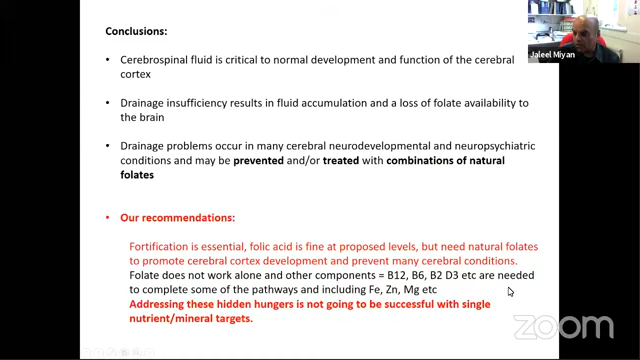 Jaleel Miyan
Conclusions:
• Cerebrospinal fluid is critical to normal development and function of the cerebral
cortex
• Drainage insufficiency results in fluid accumulation and a loss of folate availability to
the brain
• Drainage problems occur in many cerebral neurodevelopmental and neuropsychiatric
conditions and may be prevented and/or treated with combinations of natural
folates
• Our recommendations:
Fortification is essential, folic acid is fine at proposed levels, but need natural folates
to promote cerebral cortex development and prevent many cerebral conditions.
Folate does not work alone and other components = B12, B6, B2 D3 etc are needed
to complete some of the pathways and including Fe, Zn, Mg etc
Addressing these hidden hungers is not going to be successful with single
nutrient/mineral targets.
zoom